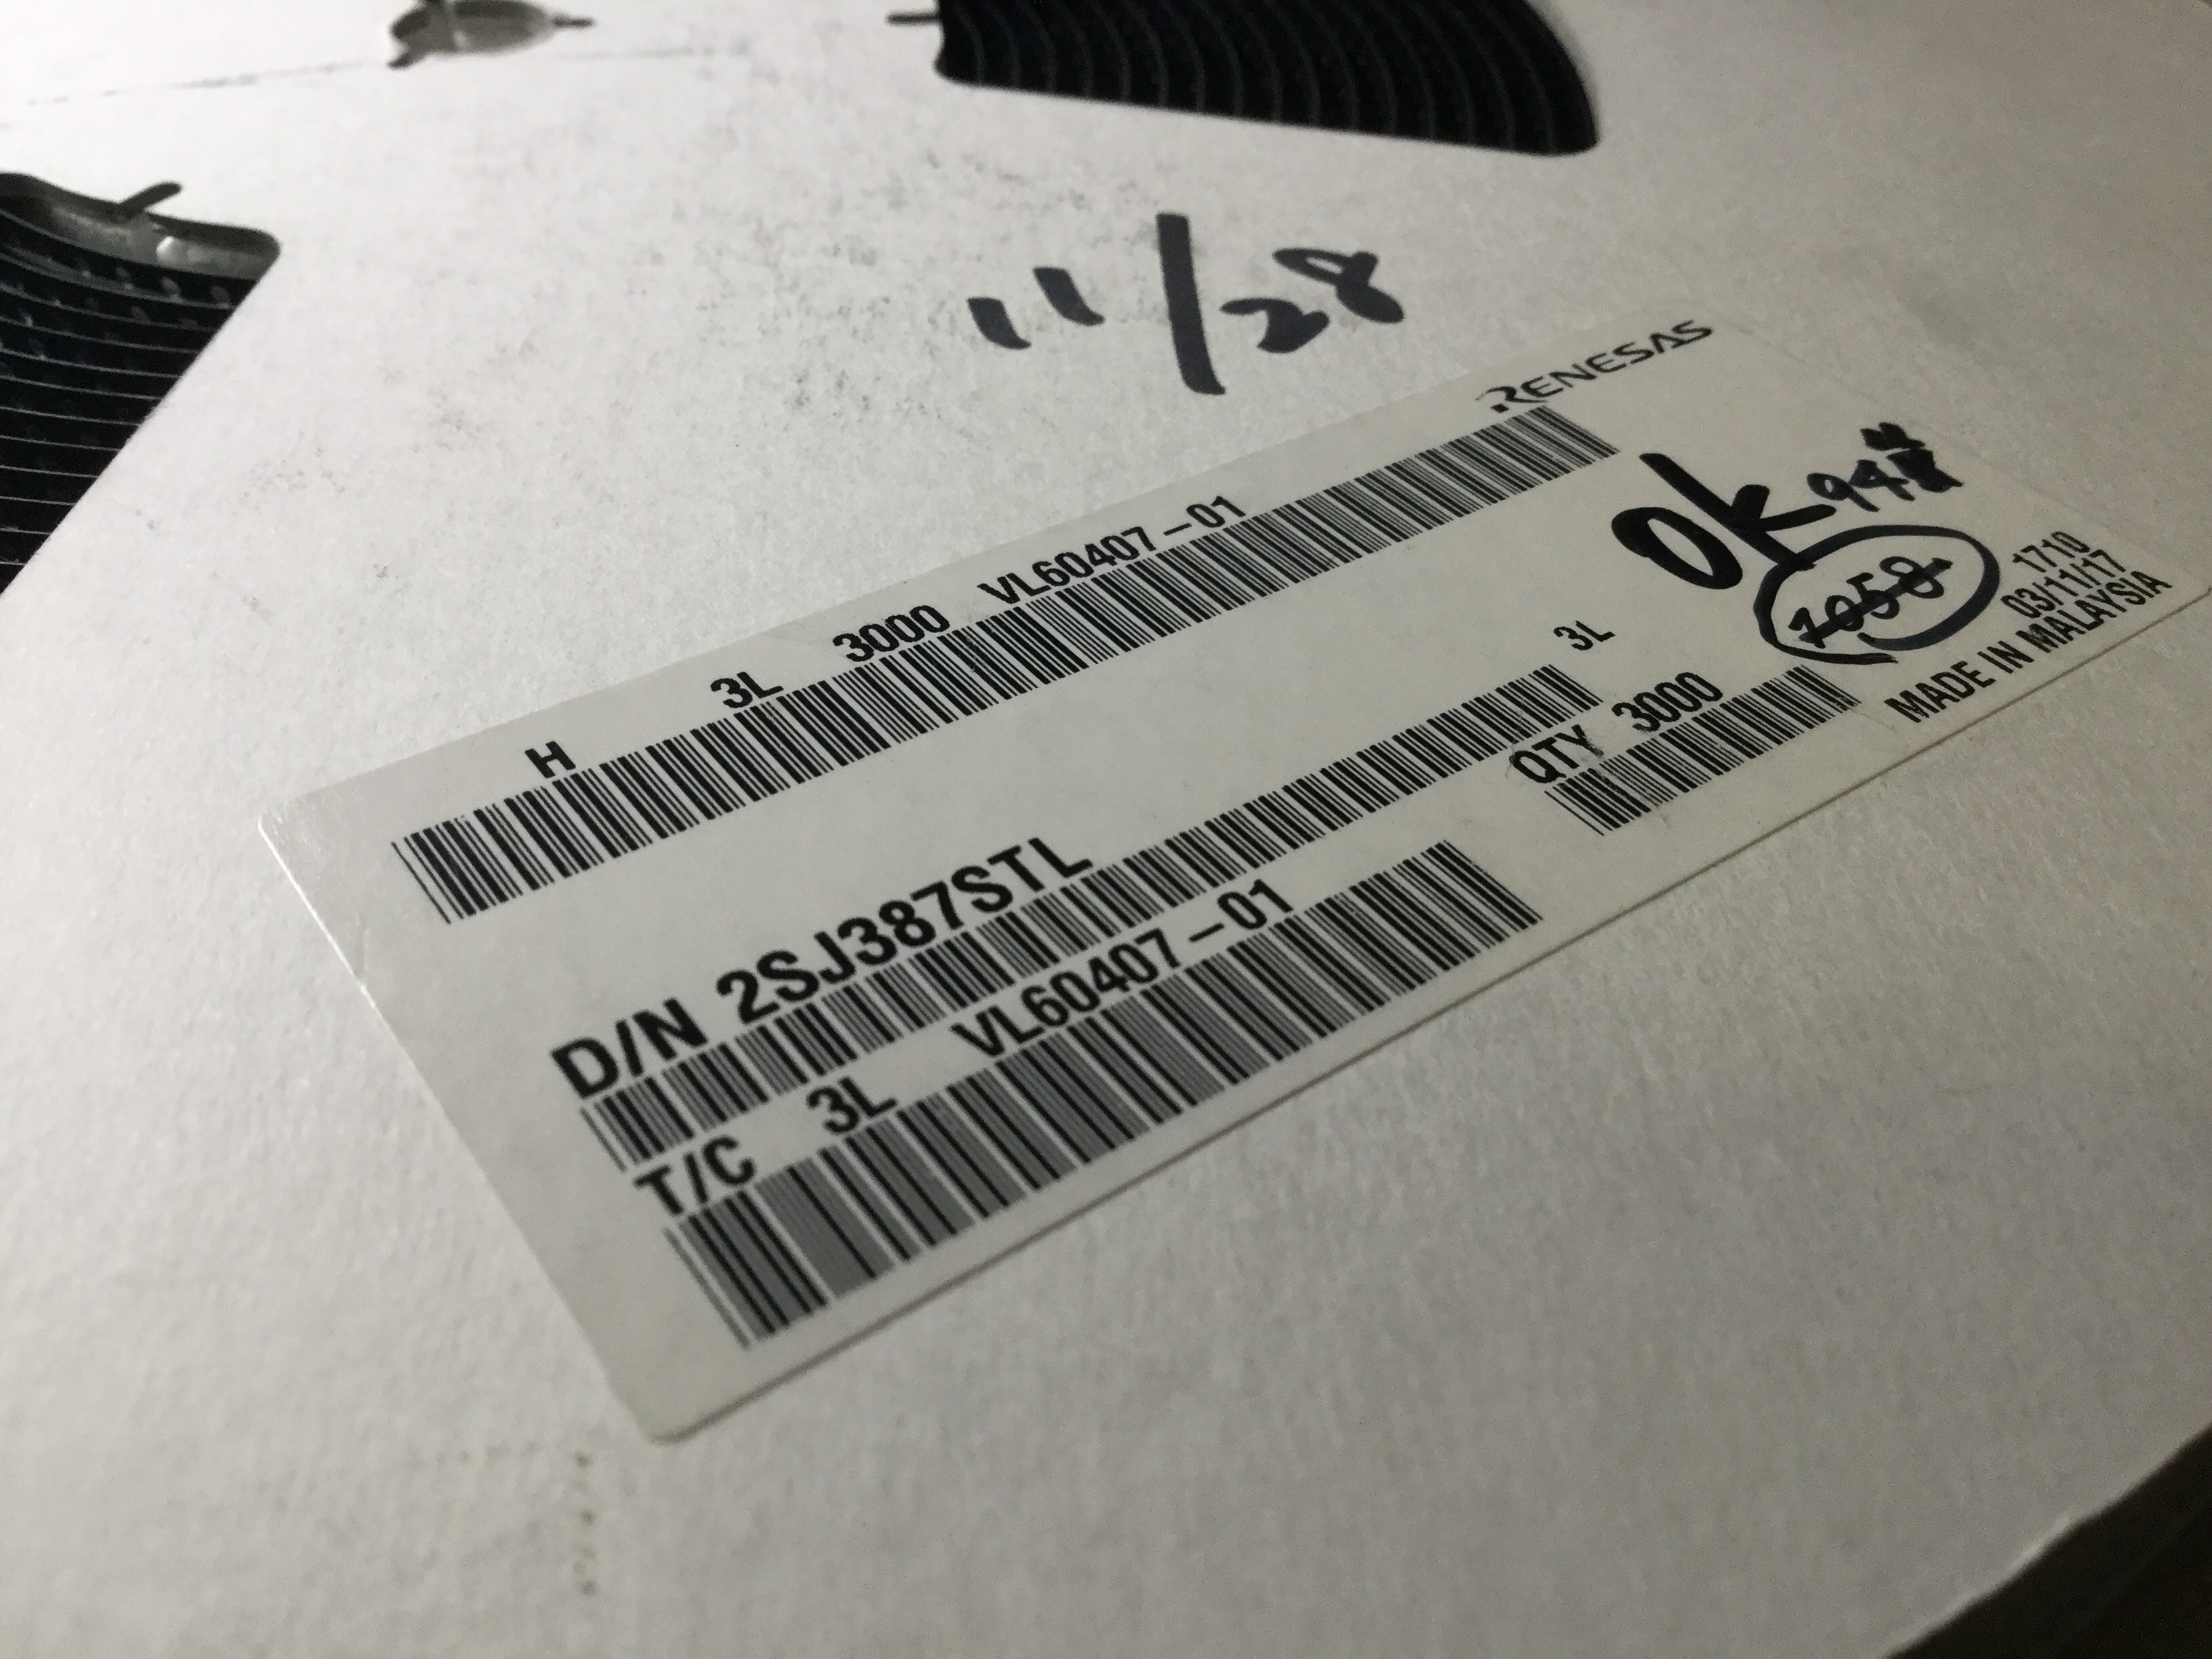 11/28
RENESAS
H 3L 3000 VL60407-01
Ok
1050
1710
03/11/17
MADE IN MALAYSIA
D/N 2SJ387STL 3L
QTY 3000
T/C 3L VL60407-01